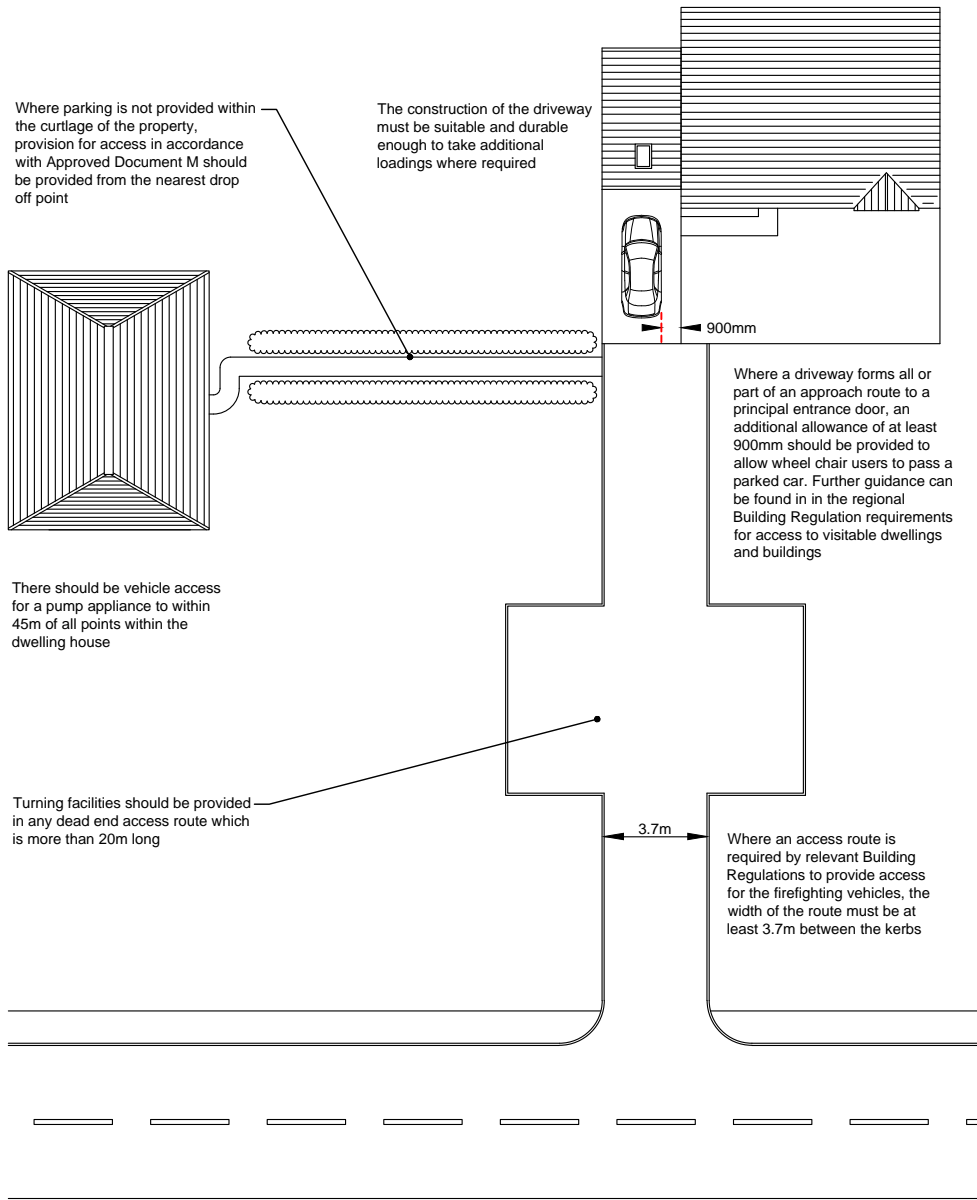 Where parking is not provided within
the curtlage of the property,
provision for access in accordance
with Approved Document M should
be provided from the nearest drop
off point
The construction of the driveway
must be suitable and durable
enough to take additional
loadings where required
900mm
Where a driveway forms all or
part of an approach route to a
principal entrance door, an
additional allowance of at least
900mm should be provided to
allow wheel chair users to pass a
parked car. Further guidance can
be found in in the regional
Building Regulation requirements
for access to visitable dwellings
and buildings
There should be vehicle access
for a pump appliance to within
45m of all points within the
dwelling house
Turning facilities should be provided
in any dead end access route which
is more than 20m long
3.7m
Where an access route is
required by relevant Building
Regulations to provide access
for the firefighting vehicles, the
width of the route must be at
least 3.7m between the kerbs